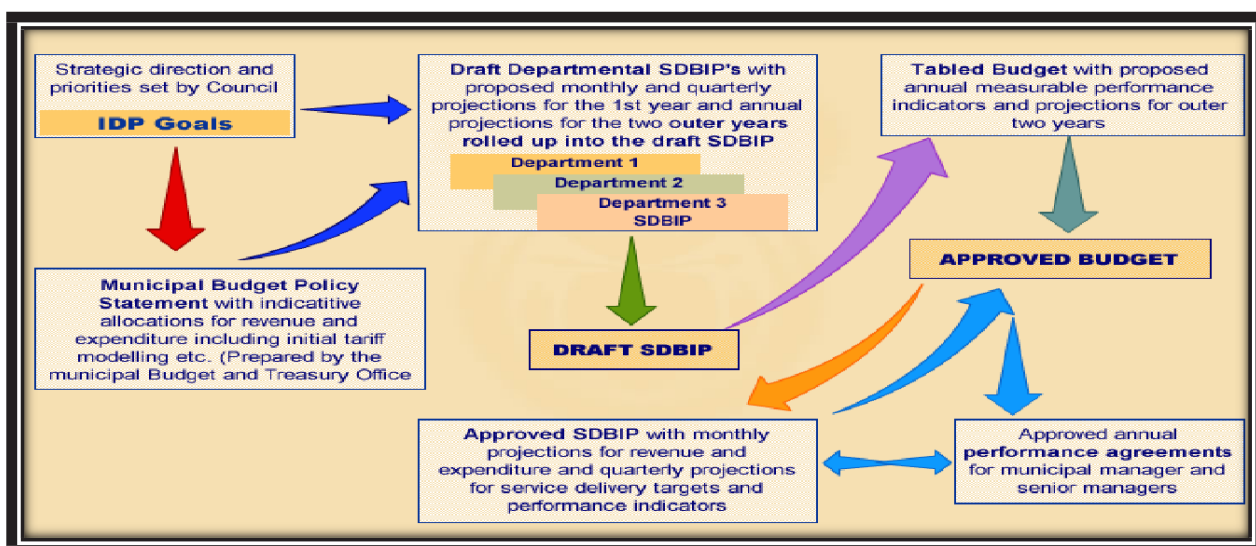 Strategic direction and
priorities set by Council
IDP Goals
Draft Departmental SDBIP's with
proposed monthly and quarterly
projections for the 1st year and annual
projections for the two outer years
rolled up into the draft SDBIP
Department 1
Department 2
Department 3
SDBIP
Tabled Budget with proposed
annual measurable performance
indicators and projections for outer
two years
Municipal Budget Policy
Statement with indicatitive
allocations for revenue and
expenditure including initial tariff
modelling etc. (Prepared by the
municipal Budget and Treasury Office
DRAFT SDBIP
APPROVED BUDGET
Approved SDBIP with monthly
projections for revenue and
expenditure and quarterly projections
for service delivery targets and
performance indicators
Approved annual
performance agreements
for municipal manager and
senior managers